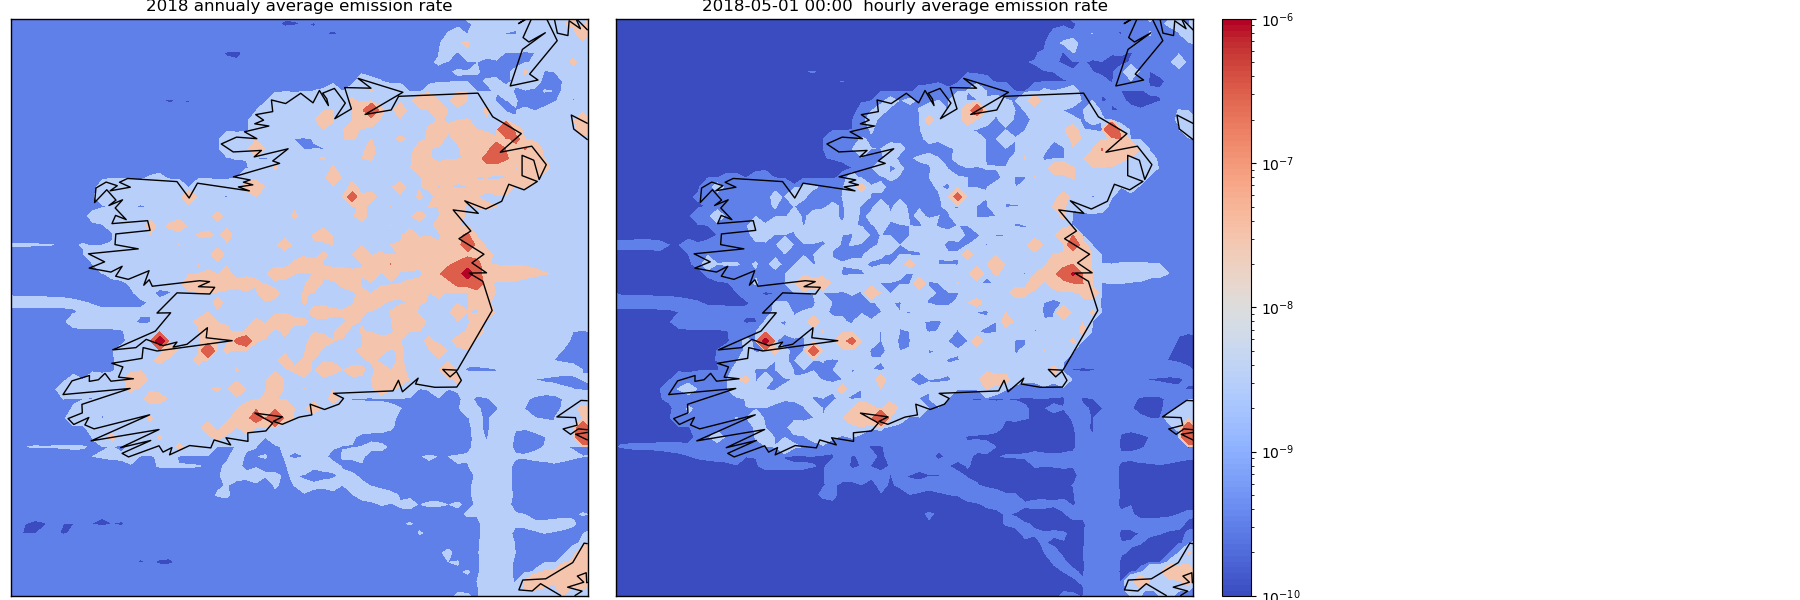 2018 annualy average emission rate
2018-05-01 00:00  hourly average emission rate
10⁻⁶
10⁻⁷
10⁻⁸
10⁻⁹
10⁻¹⁰